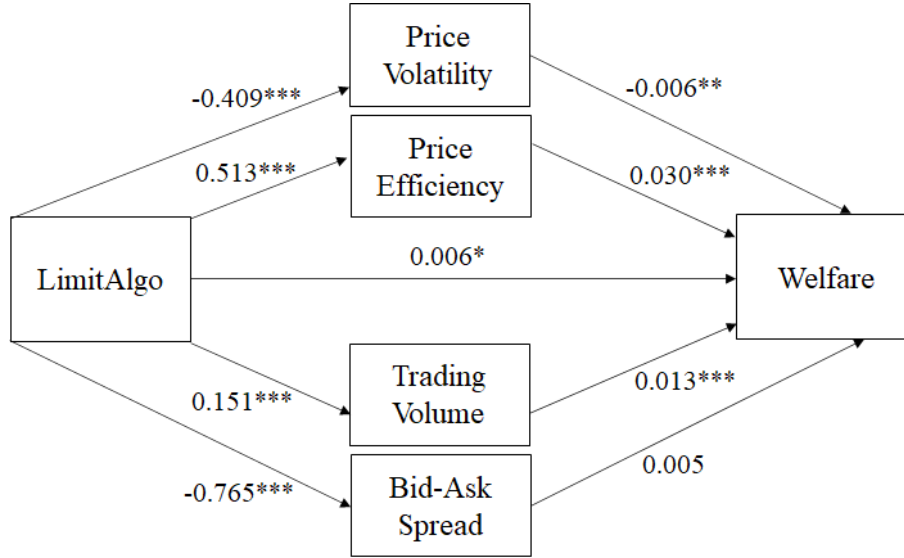 Price
Volatility
-0.409***
-0.006**
Price
Efficiency
0.513***
0.030***
LimitAlgo
0.006*
Welfare
Trading
Volume
0.151***
0.013***
Bid-Ask
Spread
-0.765***
0.005